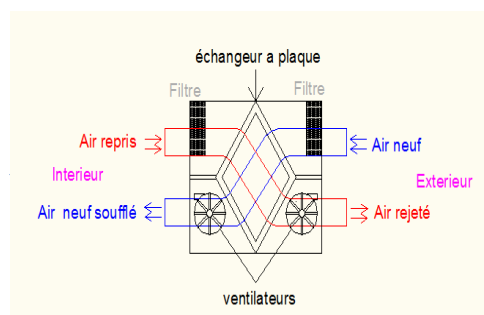 échangeur a plaque
Filtre
Filtre
Air repris
Air neuf
Interieur
Exterieur
Air neuf soufflé
Air rejeté
ventilateurs